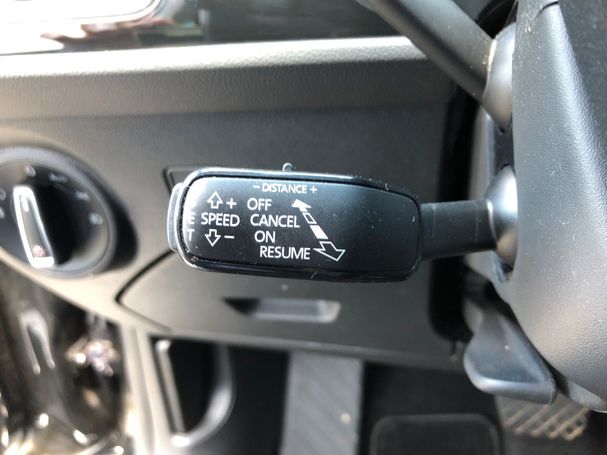 − DISTANCE +
+ OFF
E SPEED CANCEL
T − ON
RESUME